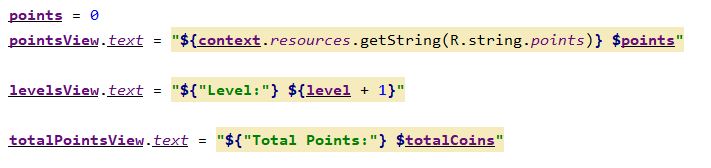 points = 0
pointsView.text = "${context.resources.getString(R.string.points)} $points"
levelsView.text = "${"Level:"} ${level + 1}"
totalPointsView.text = "${"Total Points:"} $totalCoins"